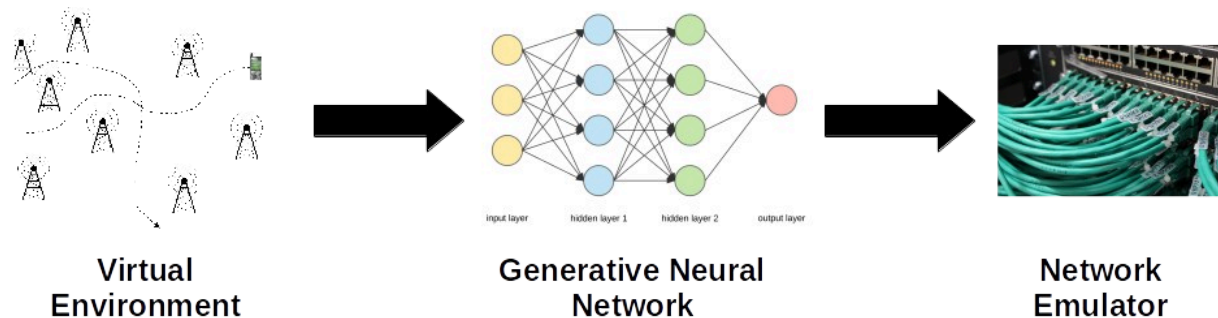 input layer
hidden layer 1
hidden layer 2
output layer
Virtual
Environment
Generative Neural
Network
Network
Emulator